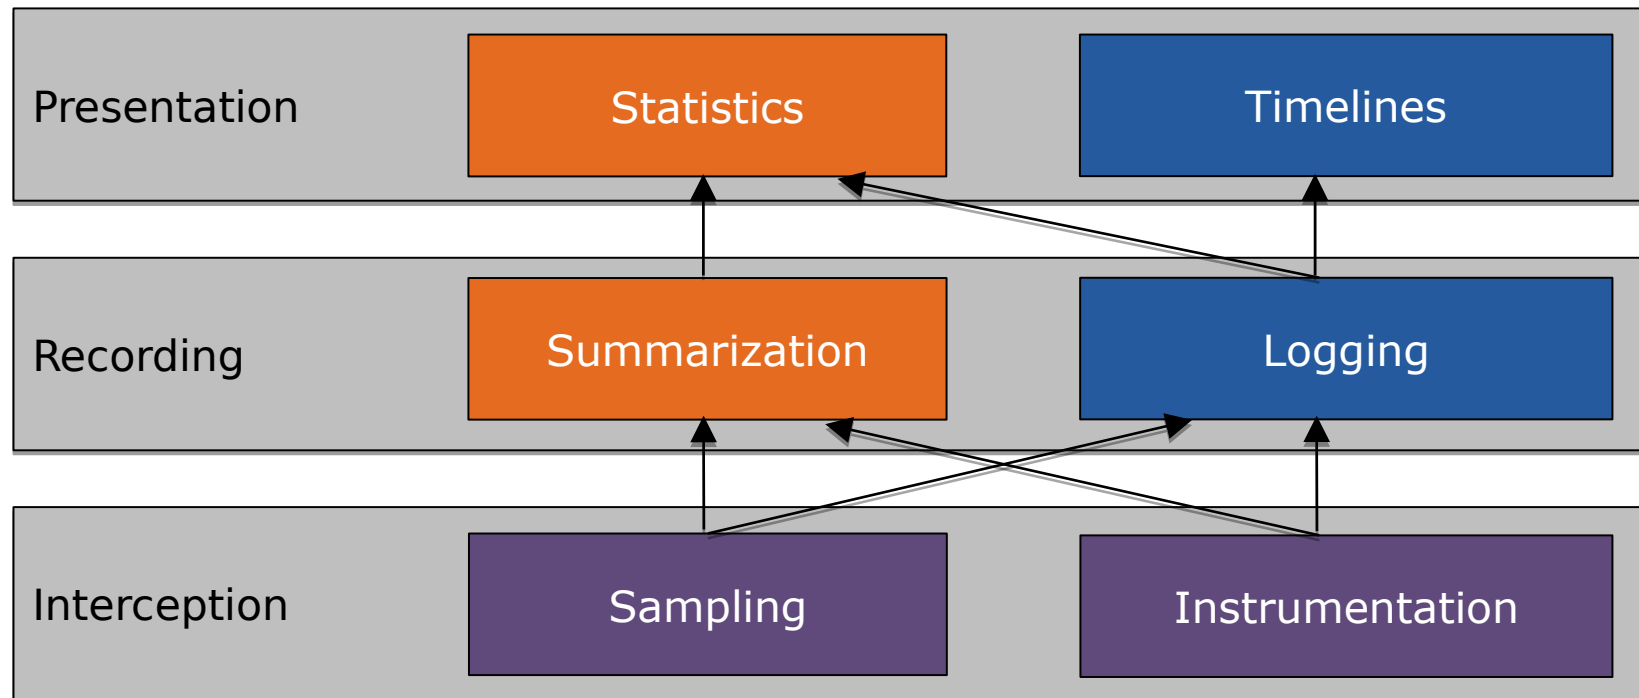 Presentation
Statistics
Timelines
Recording
Summarization
Logging
Interception
Sampling
Instrumentation